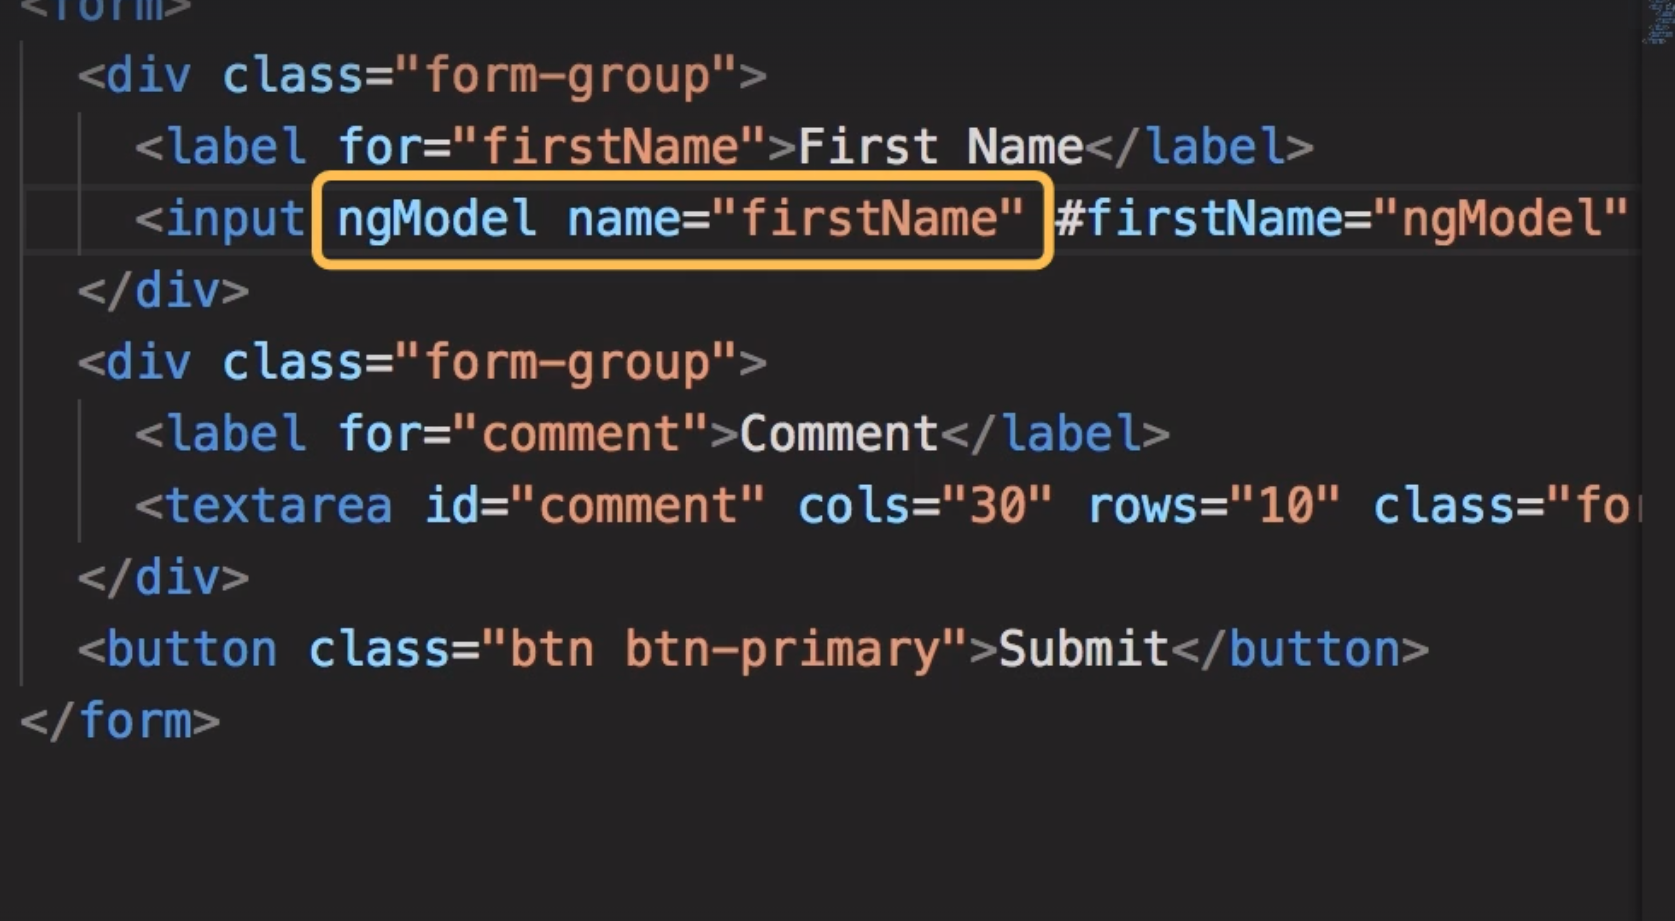 <form>
<div class="form-group">
<label for="firstName">First Name</label>
<input ngModel name="firstName" #firstName="ngModel"
</div>
<div class="form-group">
<label for="comment">Comment</label>
<textarea id="comment" cols="30" rows="10" class="fo
</div>
<button class="btn btn-primary">Submit</button>
</form>